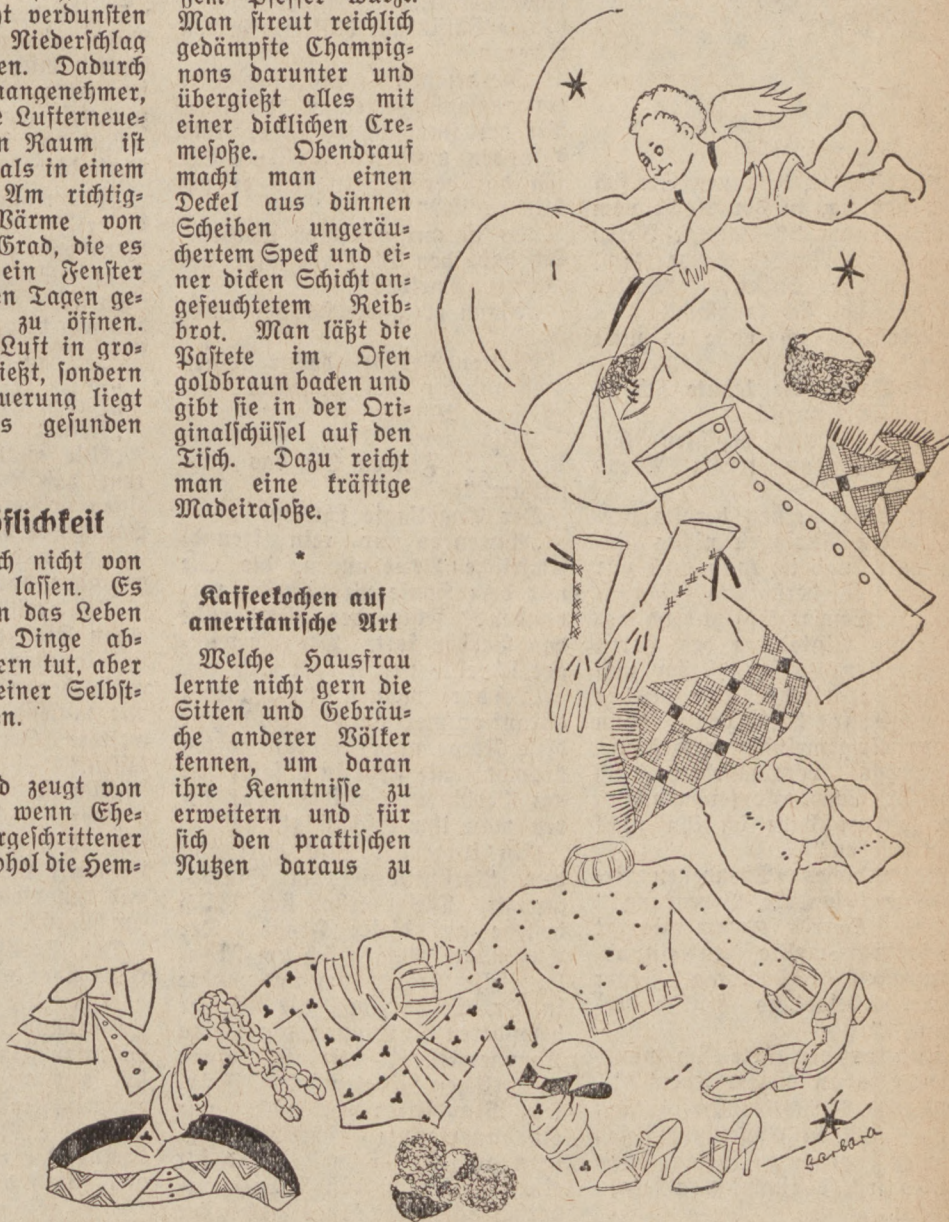 t verdunsten
Niederschlag
en. Dadurch
nangenehmer,
e Lufterneue-
n Raum ist
als in einem
Am richtig-
Wärme von
Grad, die es
ein Fenster
en Tagen ge-
zu öffnen.
Luft in gro-
ießt, sondern
uerung liegt
s gesunden
öflichkeit
ch nicht von
lassen. Es
n das Leben
Dinge ab-
ern tut, aber
einer Selbst-
n.
d zeugt von
wenn Ehe-
rgeschrittener
ohol die Hem-
Man streut reichlich
gedämpfte Champig-
nons darunter und
übergießt alles mit
einer dicklichen Cre-
mesoße. Obendrauf
macht man einen
Deckel aus dünnen
Scheiben ungeräu-
chertem Speck und ei-
ner dicken Schicht an-
gefeuchtetem Reib-
brot. Man läßt die
Pastete im Ofen
goldbraun backen und
gibt sie in der Ori-
ginalschüssel auf den
Tisch. Dazu reicht
man eine kräftige
Madeirasoße.
*
Kaffeekochen auf
amerikanische Art
Welche Hausfrau
lernte nicht gern die
Sitten und Gebräu-
che anderer Völker
kennen, um daran
ihre Kenntnisse zu
erweitern und für
sich den praktischen
Nutzen daraus zu
Barbara